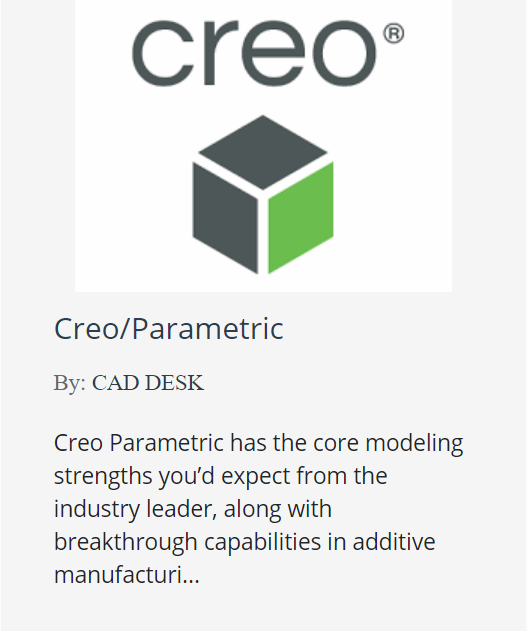 creo®
Creo/Parametric
By: CAD DESK
Creo Parametric has the core modeling
strengths you’d expect from the
industry leader, along with
breakthrough capabilities in additive
manufacturi...